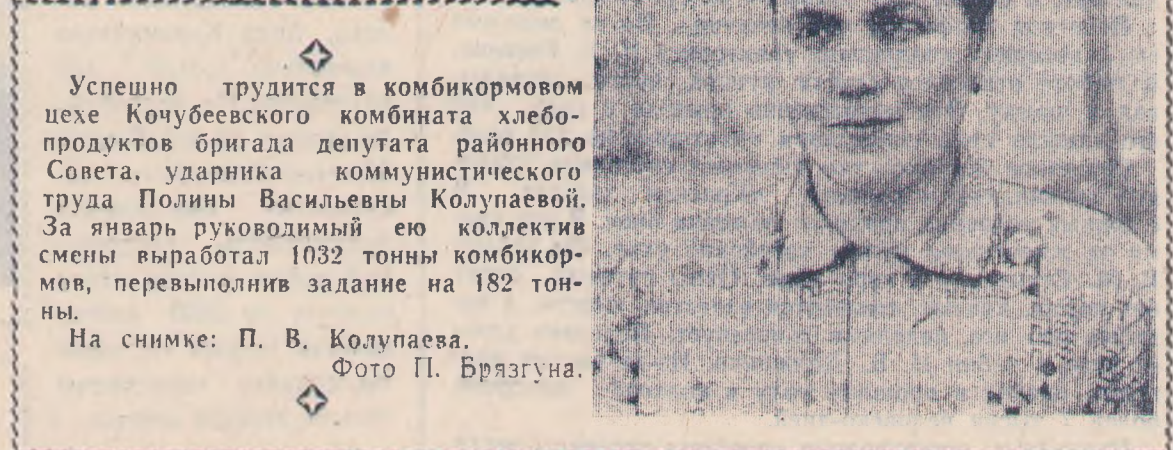 Успешно трудится в комбикормовом
цехе Кочубеевского комбината хлебо-
продуктов бригада депутата районного
Совета, ударника коммунистического
труда Полины Васильевны Колупаевой.
За январь руководимый ею коллектив
смены выработал 1032 тонны комбикор-
мов, перевыполнив задание на 182 тон-
ны.
На снимке: П. В. Колупаева.
Фото П. Брязгуна.